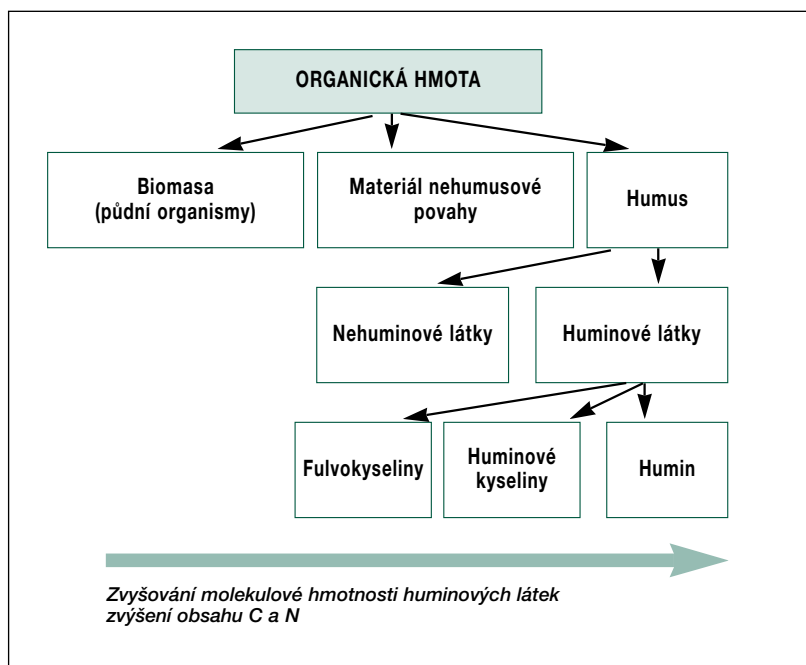 ORGANICKÁ HMOTA
Biomasa
(půdní organismy)
Materiál nehumusové
povahy
Humus
Nehuminové látky
Huminové látky
Fulvokyseliny
Huminové
kyseliny
Humin
Zvyšování molekulové hmotnosti huminových látek
zvýšení obsahu C a N